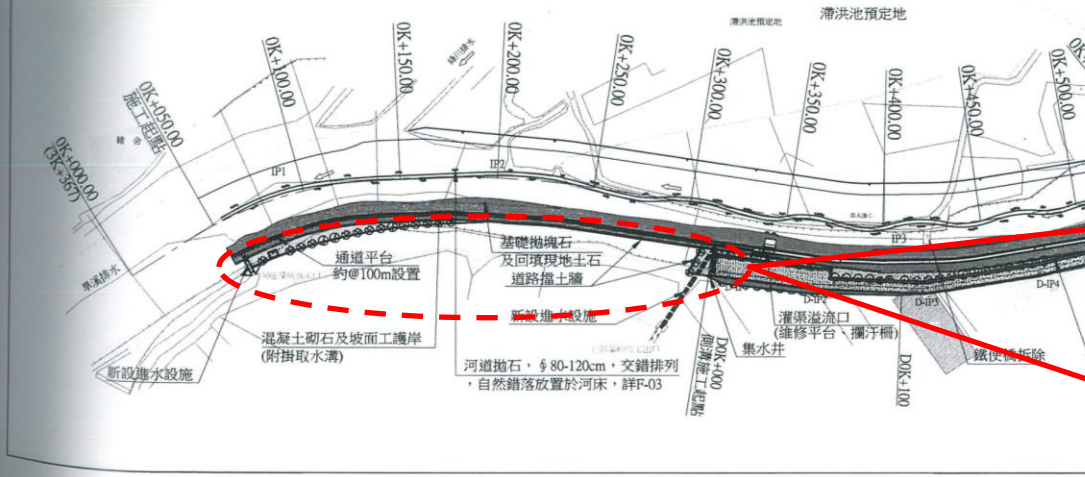 滯洪池預定地
滯洪池預定地
0K+000.00
(3K+367)
0K+050.00
施工起點
0K+100.00
0K+150.00
0K+200.00
0K+250.00
0K+300.00
0K+350.00
0K+400.00
0K+450.00
0K+500.00
豬舍
IP1
IP2
IP3
通道平台
約@100m設置
基礎拋塊石
及回填現地土石
道路擋土牆
新設進水設施
混凝土砌石及坡面工護岸
(附掛取水溝)
新設進水設施
河道拋石,∮80-120cm,交錯排列
,自然錯落放置於河床,詳F-03
D0K+000
側溝施工起點
集水井
灌渠溢流口
(維修平台、攔汙柵)
D-IP2
D-IP3
D-IP4
D0K+100
鐵便橋拆除